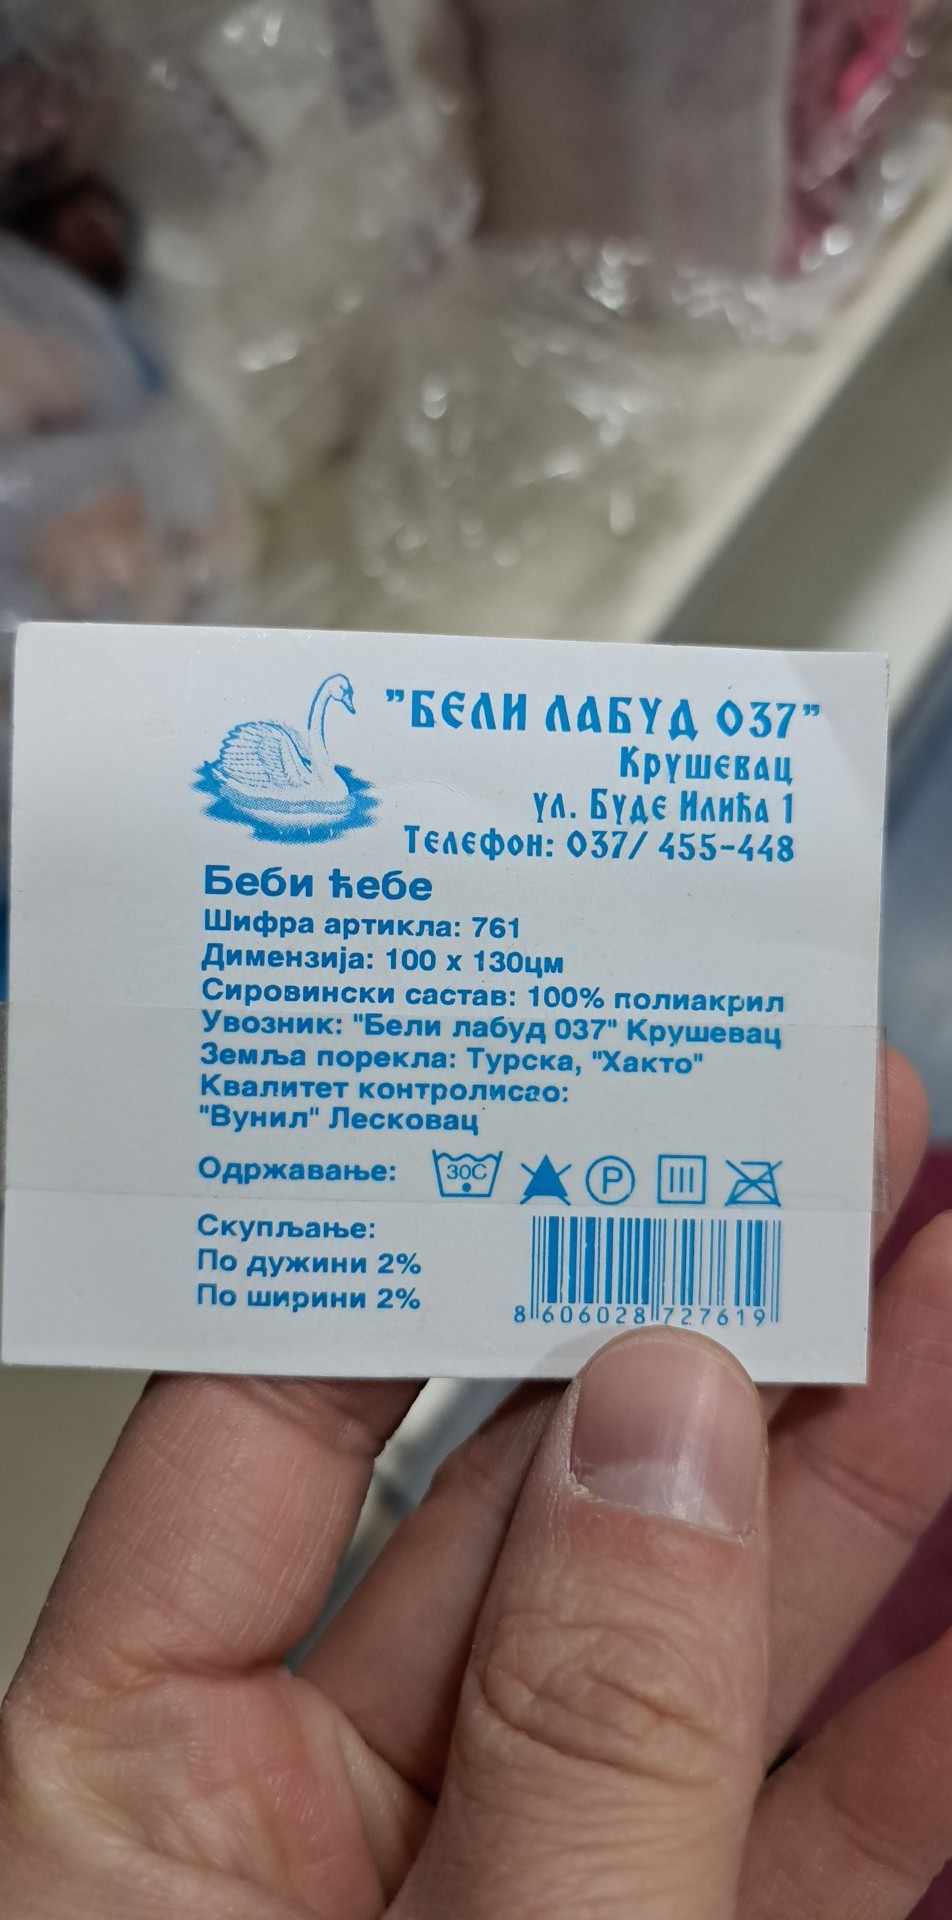 "БЕЛИ ЛАБУД 037"
Крушевац
ул. Буде Илића 1
Телефон: 037/ 455-448
Беби ћебе
Шифра артикла: 761
Димензија: 100 x 130цм
Сировински састав: 100% полиакрил
Увозник: "Бели лабуд 037" Крушевац
Земља порекла: Турска, "Хакто"
Квалитет контролисао:
"Вунил" Лесковац
Одржавање: 30C P
Скупљање:
По дужини 2%
По ширини 2%
8 606028 727619